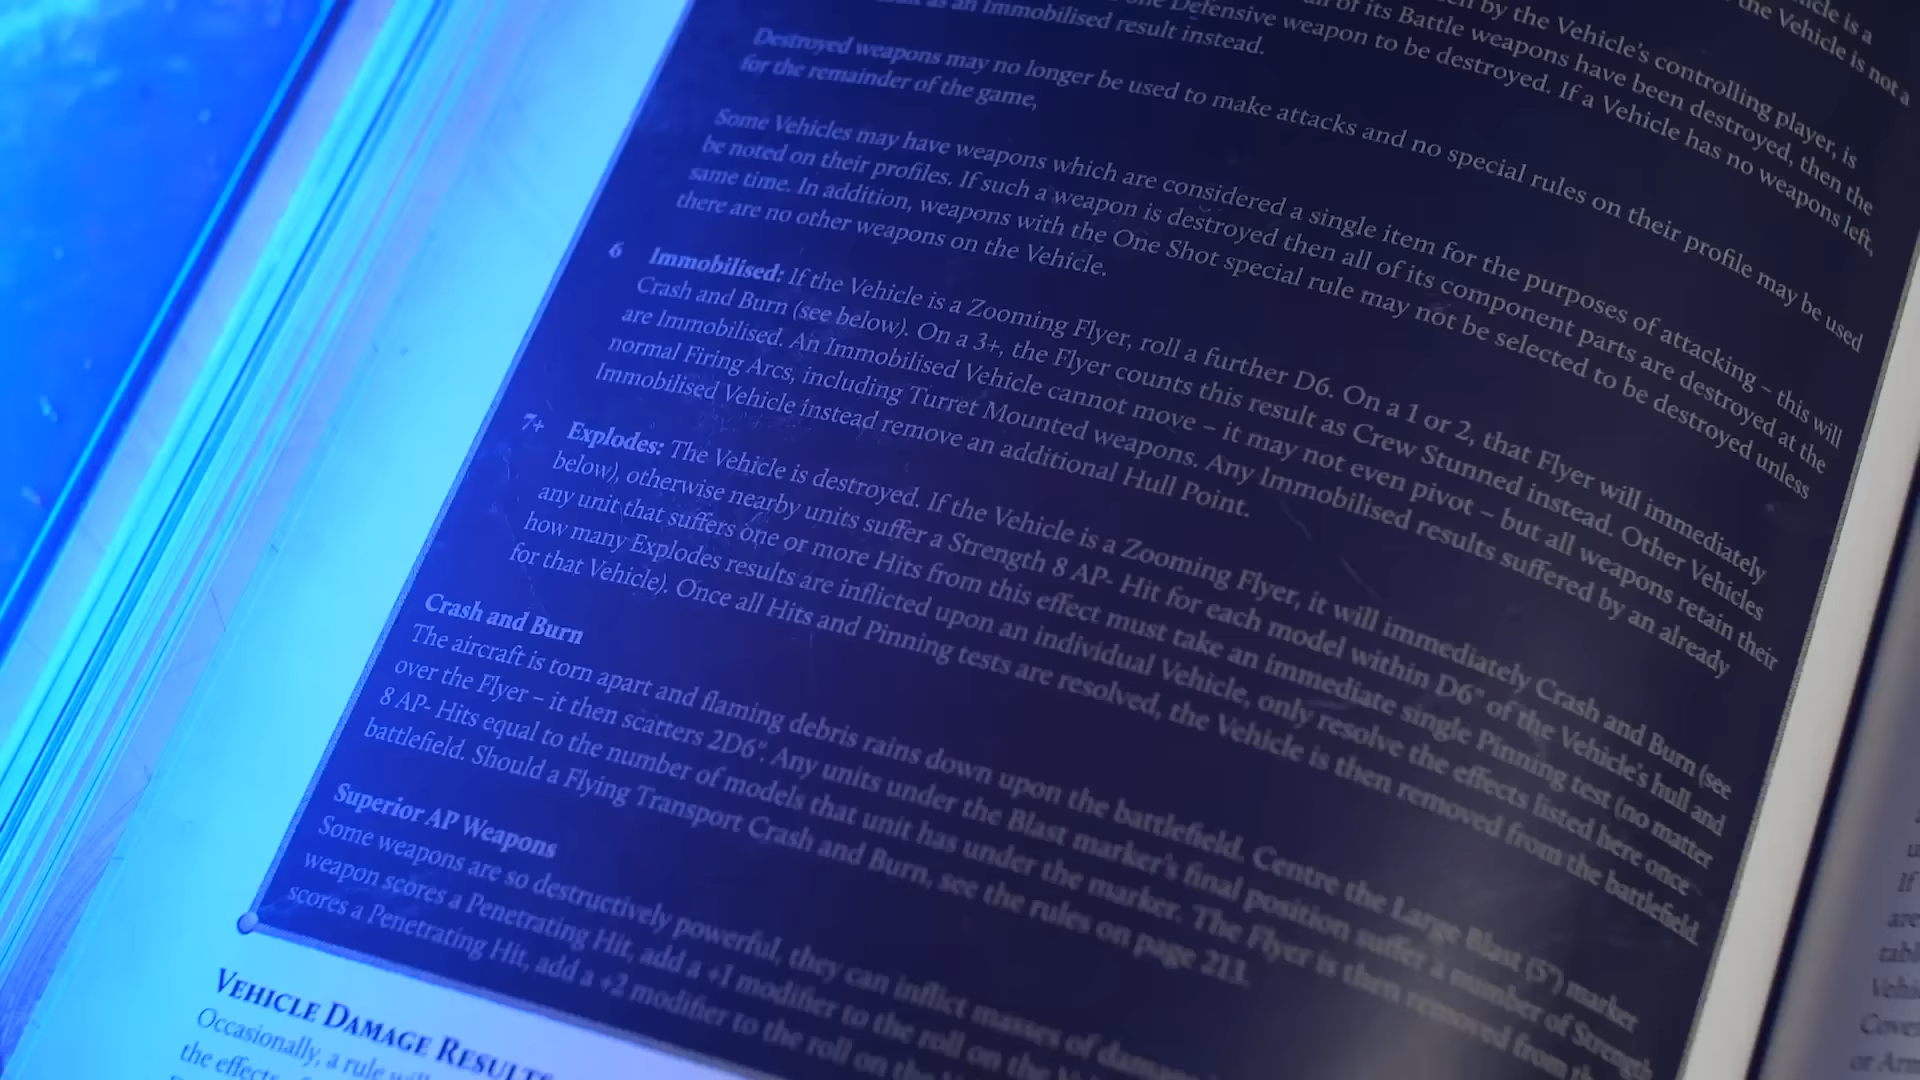 icle is a
the Vehicle is not a
by the Vehicle's controlling player, is
of its Battle weapons have been destroyed, then the
Defensive weapon to be destroyed. If a Vehicle has no weapons left,
as an Immobilised result instead.
Destroyed weapons may no longer be used to make attacks and no special rules on their profile may be used
for the remainder of the game,
Some Vehicles may have weapons which are considered a single item for the purposes of attacking – this will
be noted on their profiles. If such a weapon is destroyed then all of its component parts are destroyed at the
same time. In addition, weapons with the One Shot special rule may not be selected to be destroyed unless
there are no other weapons on the Vehicle.
6 Immobilised: If the Vehicle is a Zooming Flyer, roll a further D6. On a 1 or 2, that Flyer will immediately
Crash and Burn (see below). On a 3+, the Flyer counts this result as Crew Stunned instead. Other Vehicles
are Immobilised. An Immobilised Vehicle cannot move – it may not even pivot – but all weapons retain their
normal Firing Arcs, including Turret Mounted weapons. Any Immobilised results suffered by an already
Immobilised Vehicle instead remove an additional Hull Point.
7+ Explodes: The Vehicle is destroyed. If the Vehicle is a Zooming Flyer, it will immediately Crash and Burn (see
below), otherwise nearby units suffer a Strength 8 AP- Hit for each model within D6" of the Vehicle's hull and
any unit that suffers one or more Hits from this effect must take an immediate single Pinning test (no matter
how many Explodes results are inflicted upon an individual Vehicle, only resolve the effects listed here once
for that Vehicle). Once all Hits and Pinning tests are resolved, the Vehicle is then removed from the battlefield.
Crash and Burn
The aircraft is torn apart and flaming debris rains down upon the battlefield. Centre the Large Blast (5") marker
over the Flyer – it then scatters 2D6". Any units under the Blast marker's final position suffer a number of Strength
8 AP- Hits equal to the number of models that unit has under the marker. The Flyer is then removed from the
battlefield. Should a Flying Transport Crash and Burn, see the rules on page 213.
Superior AP Weapons
Some weapons are so destructively powerful, they can inflict masses of damage
weapon scores a Penetrating Hit, add a +1 modifier to the roll on the
scores a Penetrating Hit, add a +2 modifier to the roll on the
VEHICLE DAMAGE RESULTS
Occasionally, a rule will
the effects
If
are
tabl
Vehic
Cover
or Arm